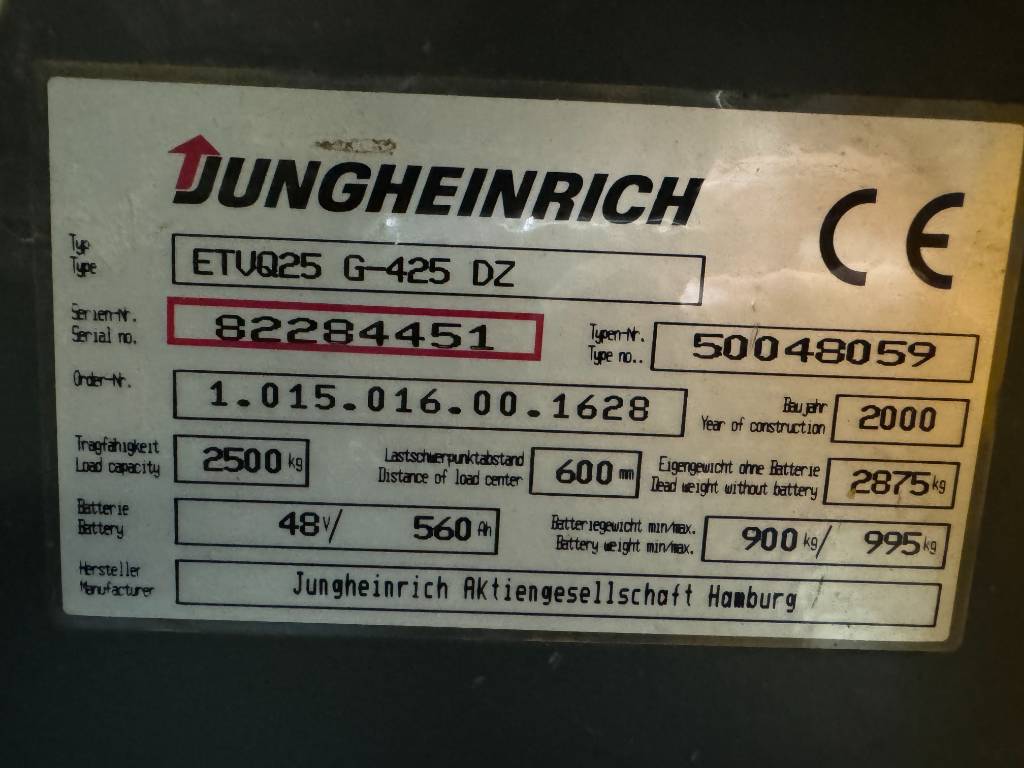 JUNGHEINRICH
CE
Typ
Type
ETVQ25 G-425 DZ
Serien-Nr.
Serial no.
82284451
Typen-Nr.
Type no..
50048059
Order-Nr.
1.015.016.00.1628
Baujahr
Year of construction
2000
Tragfähigkeit
Load capacity
2500 kg
Lastschwerpunktabstand
Distance of load center
600 mm
Eigengewicht ohne Batterie
Dead weight without battery
2875 kg
Batterie
Battery
48 V/ 560 Ah
Batteriegewicht min/max.
Battery weight min/max.
900 kg/ 995 kg
Hersteller
Manufacturer
Jungheinrich AKtiengesellschaft Hamburg